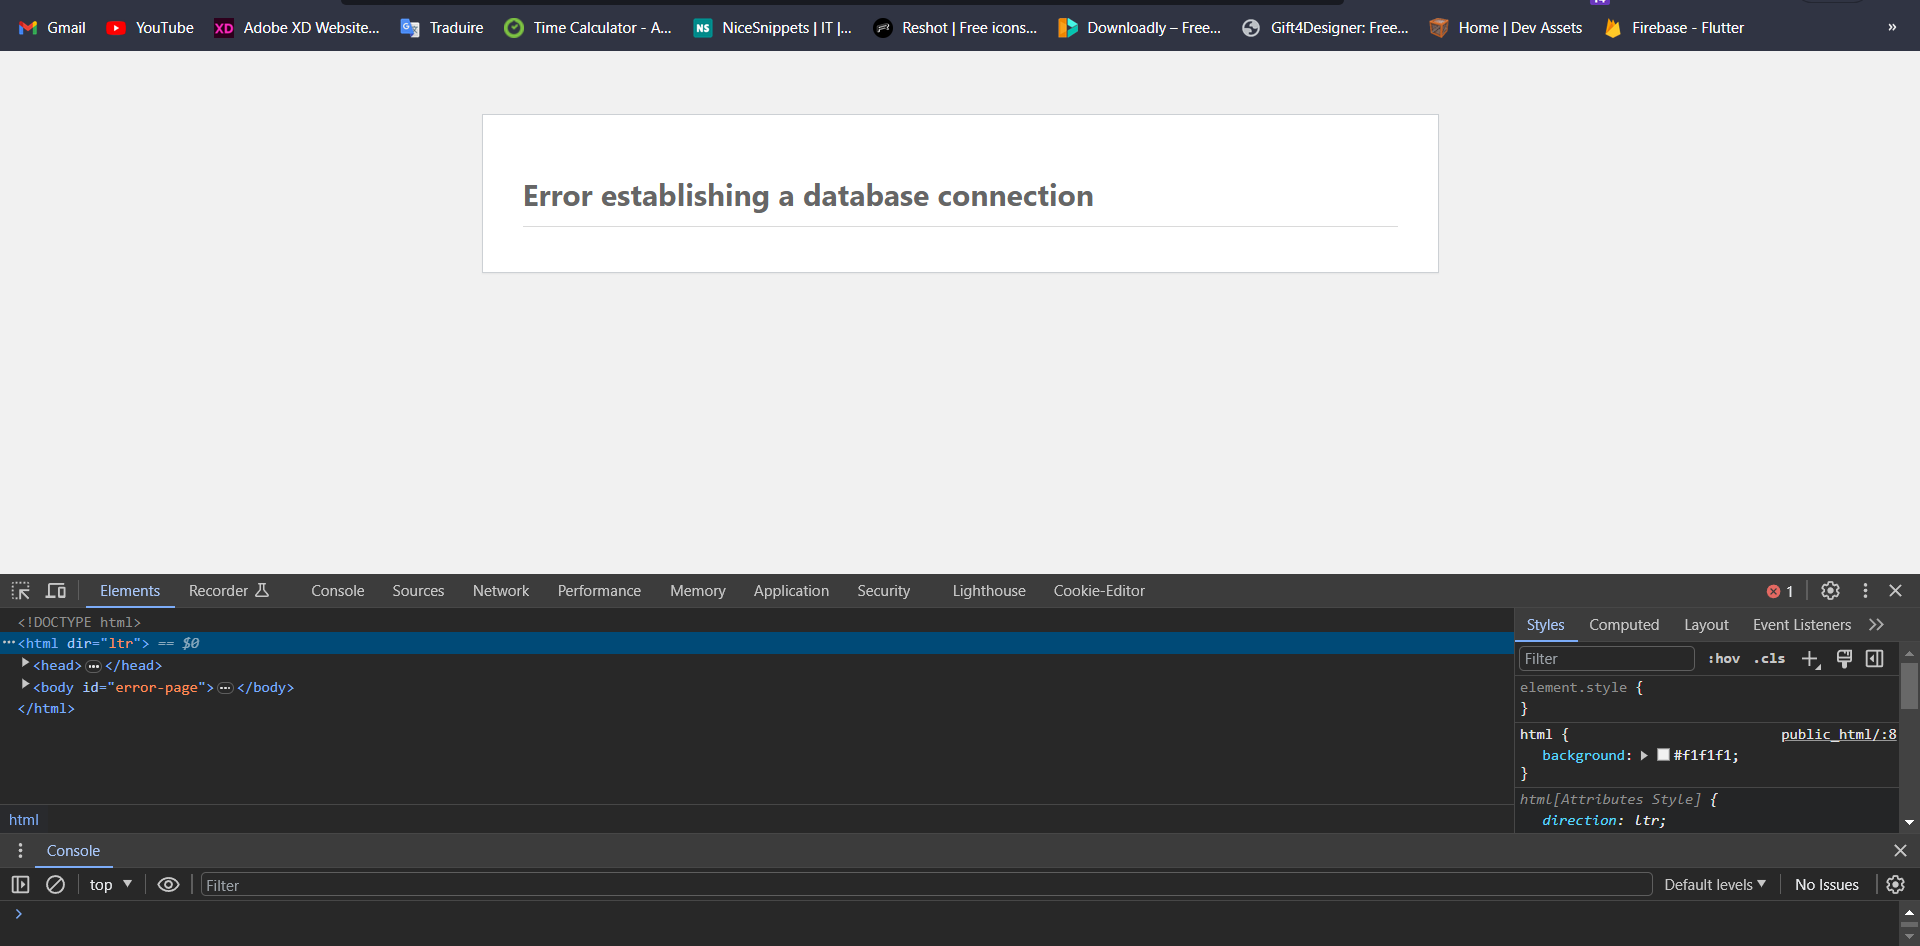 Gmail YouTube Adobe XD Website... Traduire Time Calculator - A... NS NiceSnippets | IT |... Reshot | Free icons... Downloadly – Free... Gift4Designer: Free... Home | Dev Assets Firebase - Flutter »
Error establishing a database connection
Elements Recorder Console Sources Network Performance Memory Application Security Lighthouse Cookie-Editor 1
<!DOCTYPE html>
<html dir="ltr"> == $0
<head> … </head>
<body id="error-page"> … </body>
</html>
html
Styles Computed Layout Event Listeners
Filter :hov .cls
element.style {
}
html { public_html/:8
background: #f1f1f1;
}
html[Attributes Style] {
direction: ltr;
Console
top Filter Default levels No Issues